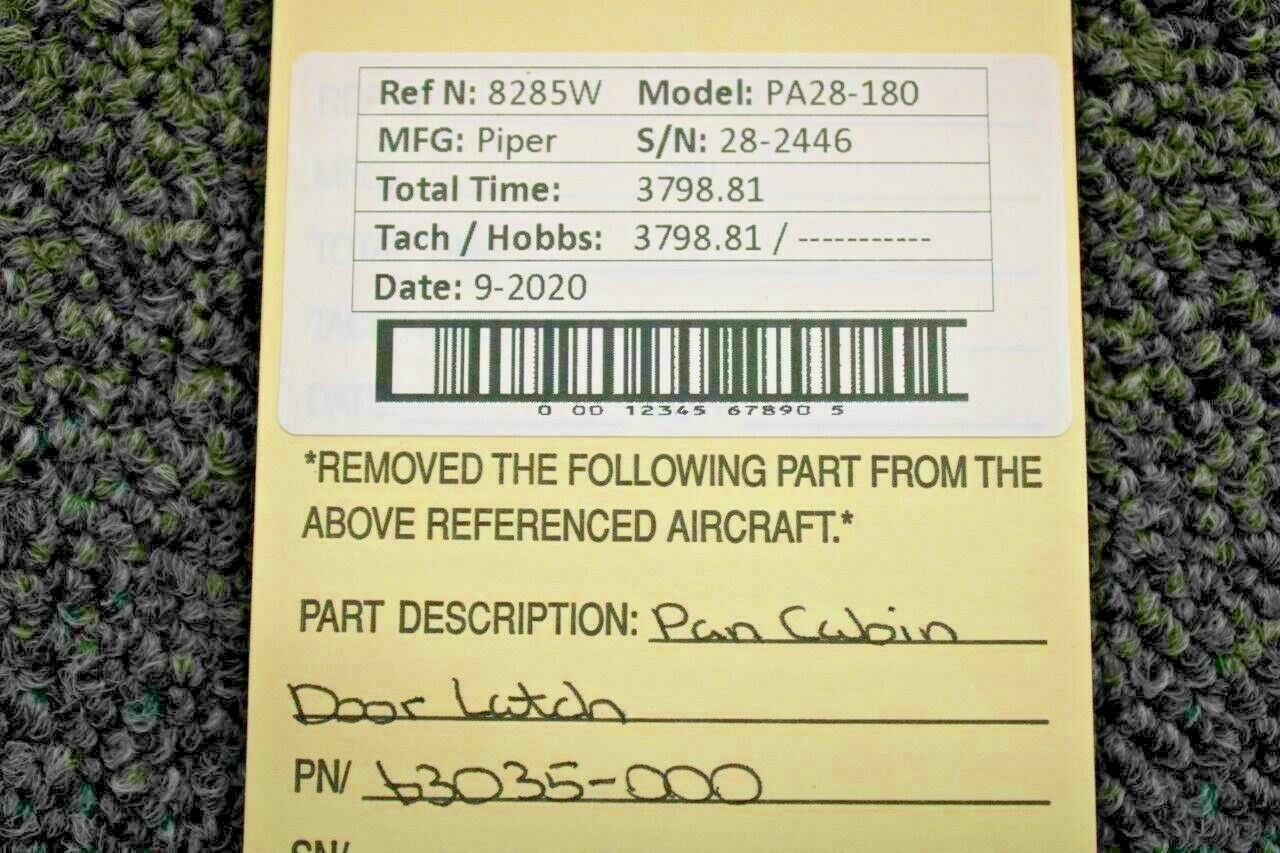 Ref N: 8285W Model: PA28-180
MFG: Piper S/N: 28-2446
Total Time: 3798.81
Tach / Hobbs: 3798.81 / -----------
Date: 9-2020
0 00 12345 67890 5
*REMOVED THE FOLLOWING PART FROM THE
ABOVE REFERENCED AIRCRAFT.*
PART DESCRIPTION: Pan Cabin
Door Latch
PN/ 63035-000
SN/